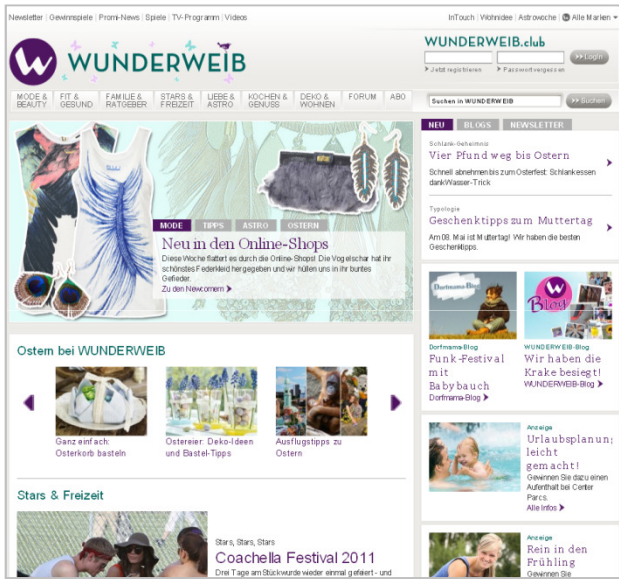 Newsletter | Gewinnspiele | Promi-News | Spiele | TV-Programm | Videos
InTouch | Wohnidee | Astrowoche | Alle Marken
WUNDERWEIB
WUNDERWEIB.club
Login
Jetzt registrieren
Passwort vergessen
MODE & BEAUTY
FIT & GESUND
FAMILIE & RATGEBER
STARS & FREIZEIT
LIEBE & ASTRO
KOCHEN & GENUSS
DEKO & WOHNEN
FORUM
ABO
Suchen in WUNDERWEIB
Suchen
MODE
TIPPS
ASTRO
OSTERN
Neu in den Online-Shops
Diese Woche flattert es durch die Online-Shops! Die Vogelschar hat ihr
schönstes Federkleid hergegeben und wir hüllen uns in ihr buntes
Gefieder.
Zu den Newcomern
NEU
BLOGS
NEWSLETTER
Schlank-Geheimnis
Vier Pfund weg bis Ostern
Schnell abnehmen bis zum Osterfest: Schlankessen
dank Wasser-Trick
Typologie
Geschenktipps zum Muttertag
Am 08. Mai ist Muttertag! Wir haben die besten
Geschenktipps.
Dorfmama-Blog
Dorfmama-Blog
Funk-Festival
mit
Babybauch
Dorfmama-Blog
W
Blog
WUNDERWEIB-Blog
Wir haben die
Krake besiegt!
WUNDERWEIB-Blog
Ostern bei WUNDERWEIB
Ganz einfach:
Osterkorb basteln
Ostereier: Deko-Ideen
und Bastel-Tipps
Ausflugstipps zu
Ostern
Anzeige
Urlaubsplanung
leicht
gemacht!
Gewinnen Sie dazu einen
Aufenthalt bei Center
Parcs.
Alle Infos
Stars & Freizeit
Stars, Stars, Stars
Coachella Festival 2011
Drei Tage am Stück wurde wieder einmal gefeiert - und
Anzeige
Rein in den
Frühling
Gewinnen Sie